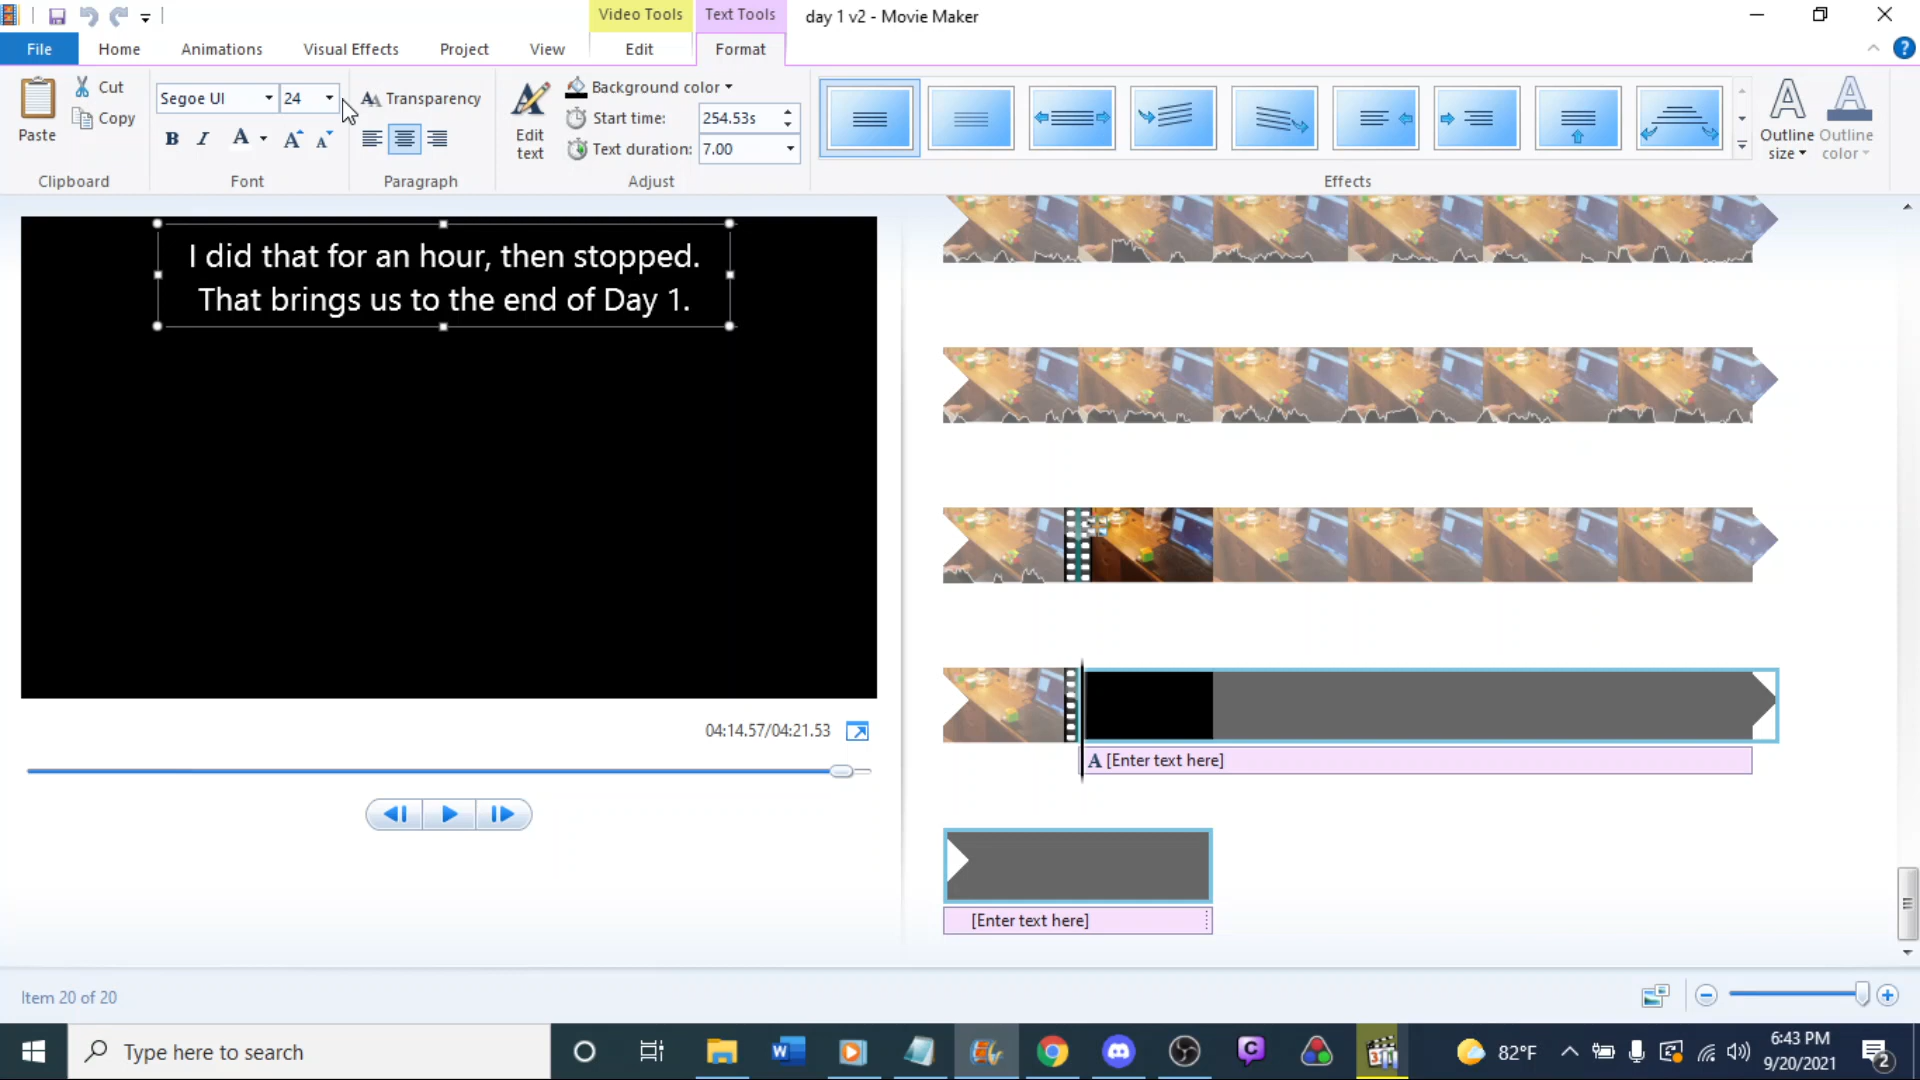 Video Tools
Text Tools
day 1 v2 - Movie Maker
File
Home
Animations
Visual Effects
Project
View
Edit
Format
Paste
Cut
Copy
Clipboard
Segoe UI
24
Font
Transparency
Paragraph
Edit
text
Background color
Start time:
254.53s
Text duration:
7.00
Adjust
Effects
Outline
size
Outline
color
I did that for an hour, then stopped.
That brings us to the end of Day 1.
04:14.57/04:21.53
A [Enter text here]
[Enter text here]
Item 20 of 20
Type here to search
82°F
6:43 PM
9/20/2021
2